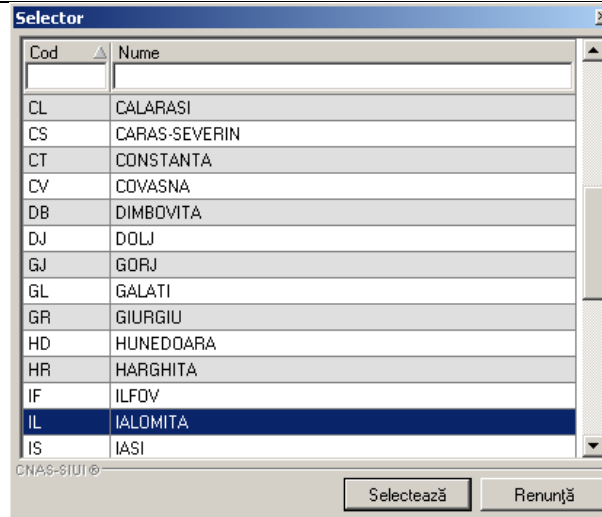 Selector
Cod Nume
CL CALARASI
CS CARAS-SEVERIN
CT CONSTANTA
CV COVASNA
DB DIMBOVITA
DJ DOLJ
GJ GORJ
GL GALATI
GR GIURGIU
HD HUNEDOARA
HR HARGHITA
IF ILFOV
IL IALOMITA
IS IASI
CNAS-SIUI®
Selectează Renunţă